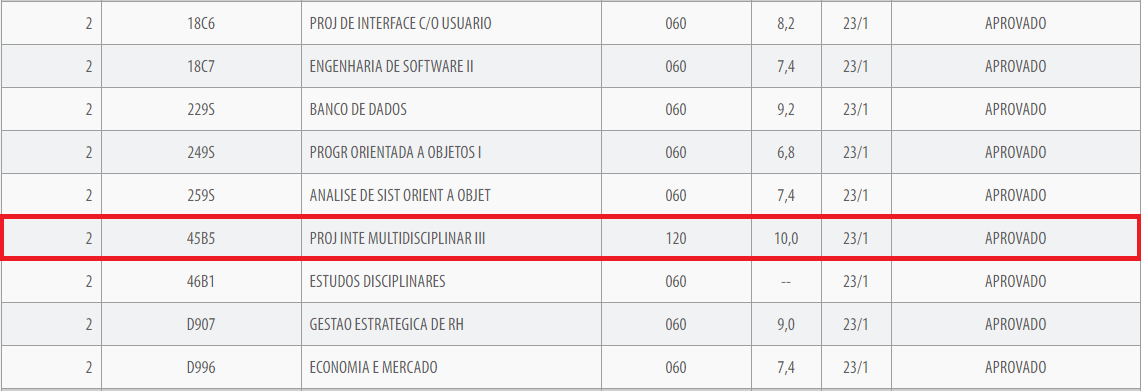 2 18C6 PROJ DE INTERFACE C/O USUARIO 060 8,2 23/1 APROVADO
2 18C7 ENGENHARIA DE SOFTWARE II 060 7,4 23/1 APROVADO
2 229S BANCO DE DADOS 060 9,2 23/1 APROVADO
2 249S PROGR ORIENTADA A OBJETOS I 060 6,8 23/1 APROVADO
2 259S ANALISE DE SIST ORIENT A OBJET 060 7,4 23/1 APROVADO
2 45B5 PROJ INTE MULTIDISCIPLINAR III 120 10,0 23/1 APROVADO
2 46B1 ESTUDOS DISCIPLINARES 060 -- 23/1 APROVADO
2 D907 GESTAO ESTRATEGICA DE RH 060 9,0 23/1 APROVADO
2 D996 ECONOMIA E MERCADO 060 7,4 23/1 APROVADO